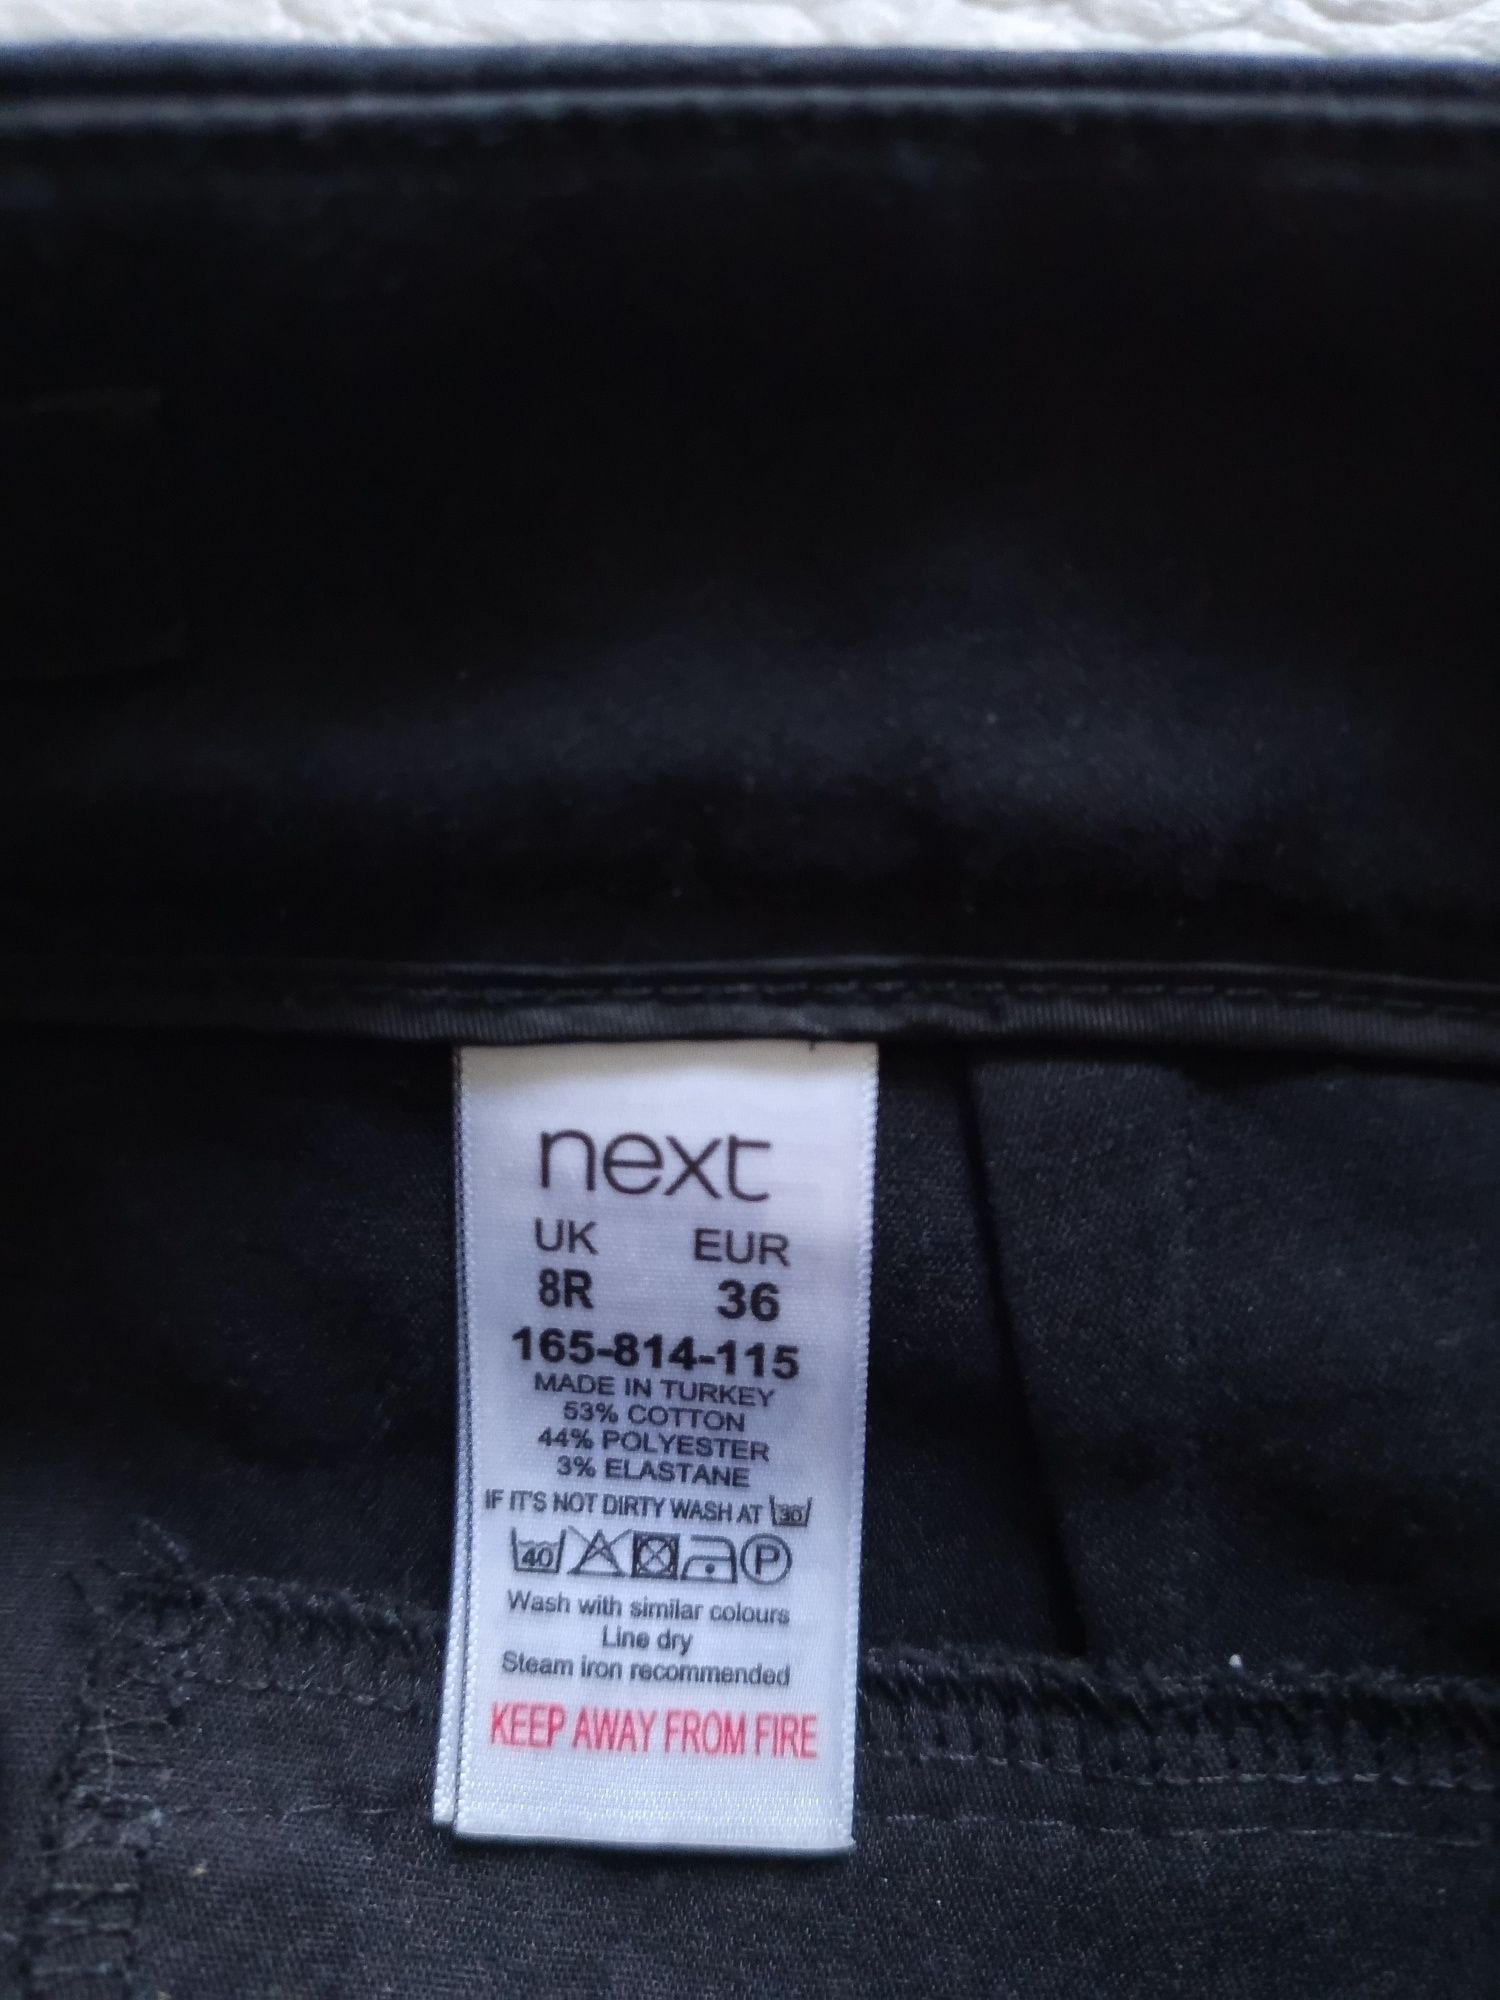 next
UK EUR
8R 36
165-814-115
MADE IN TURKEY
53% COTTON
44% POLYESTER
3% ELASTANE
IF IT'S NOT DIRTY WASH AT 30
40 P
Wash with similar colours
Line dry
Steam iron recommended
KEEP AWAY FROM FIRE